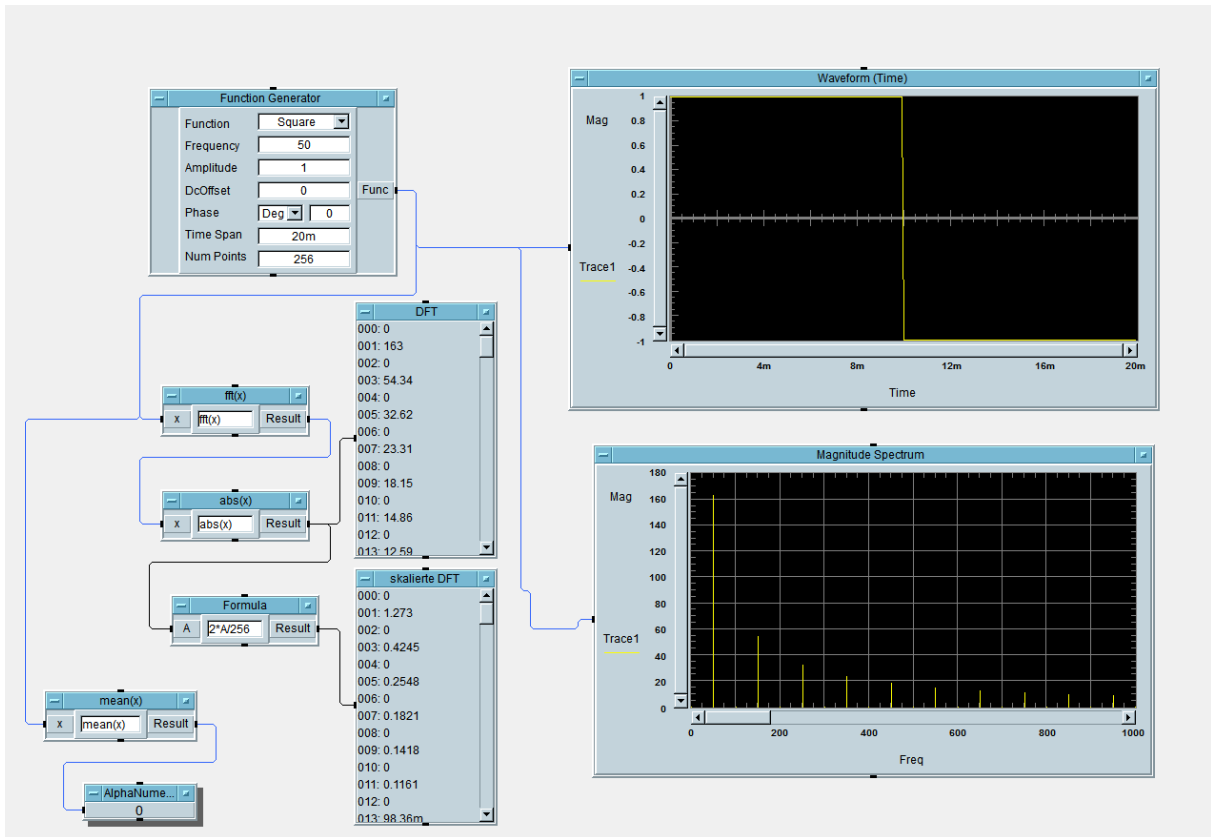 Function Generator
Function Square
Frequency 50
Amplitude 1
DcOffset 0
Phase Deg 0
Time Span 20m
Num Points 256
Func
Waveform (Time)
Mag
Trace1
1
0.8
0.6
0.4
0.2
0
-0.2
-0.4
-0.6
-0.8
-1
0 4m 8m 12m 16m 20m
Time
DFT
000: 0
001: 163
002: 0
003: 54.34
004: 0
005: 32.62
006: 0
007: 23.31
008: 0
009: 18.15
010: 0
011: 14.86
012: 0
013: 12.59
fft(x)
x fft(x) Result
abs(x)
x abs(x) Result
Formula
A 2*A/256 Result
skalierte DFT
000: 0
001: 1.273
002: 0
003: 0.4245
004: 0
005: 0.2548
006: 0
007: 0.1821
008: 0
009: 0.1418
010: 0
011: 0.1161
012: 0
013: 98.36m
Magnitude Spectrum
Mag
Trace1
180
160
140
120
100
80
60
40
20
0
0 200 400 600 800 1000
Freq
mean(x)
x mean(x) Result
AlphaNume...
0